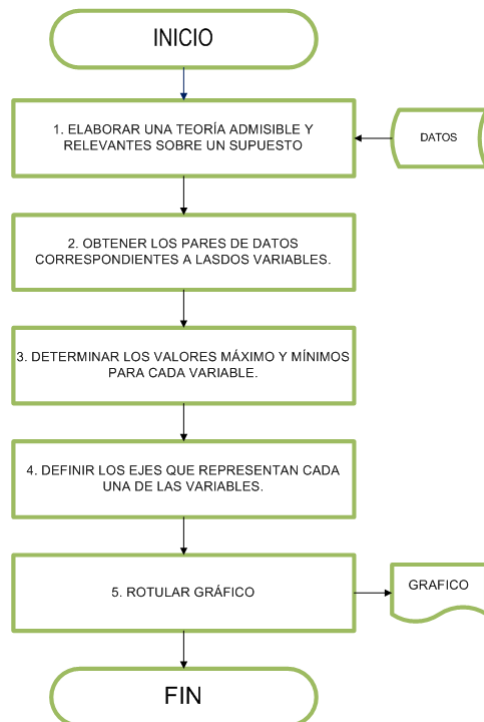 INICIO
1. ELABORAR UNA TEORÍA ADMISIBLE Y
RELEVANTES SOBRE UN SUPUESTO
DATOS
2. OBTENER LOS PARES DE DATOS
CORRESPONDIENTES A LASDOS VARIABLES.
3. DETERMINAR LOS VALORES MÁXIMO Y MÍNIMOS
PARA CADA VARIABLE.
4. DEFINIR LOS EJES QUE REPRESENTAN CADA
UNA DE LAS VARIABLES.
5. ROTULAR GRÁFICO
GRAFICO
FIN